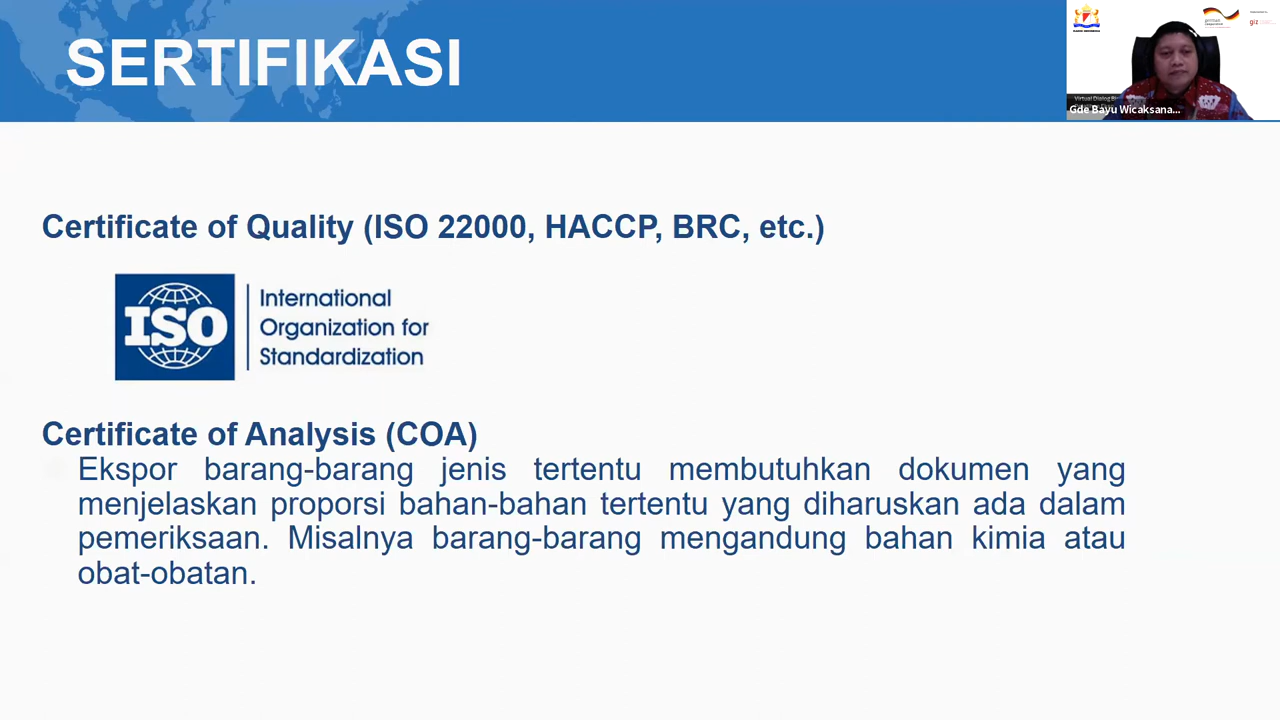 SERTIFIKASI
Gde Bayu Wicaksana...
Certificate of Quality (ISO 22000, HACCP, BRC, etc.)
ISO
International
Organization for
Standardization
Certificate of Analysis (COA)
Ekspor barang-barang jenis tertentu membutuhkan dokumen yang
menjelaskan proporsi bahan-bahan tertentu yang diharuskan ada dalam
pemeriksaan. Misalnya barang-barang mengandung bahan kimia atau
obat-obatan.